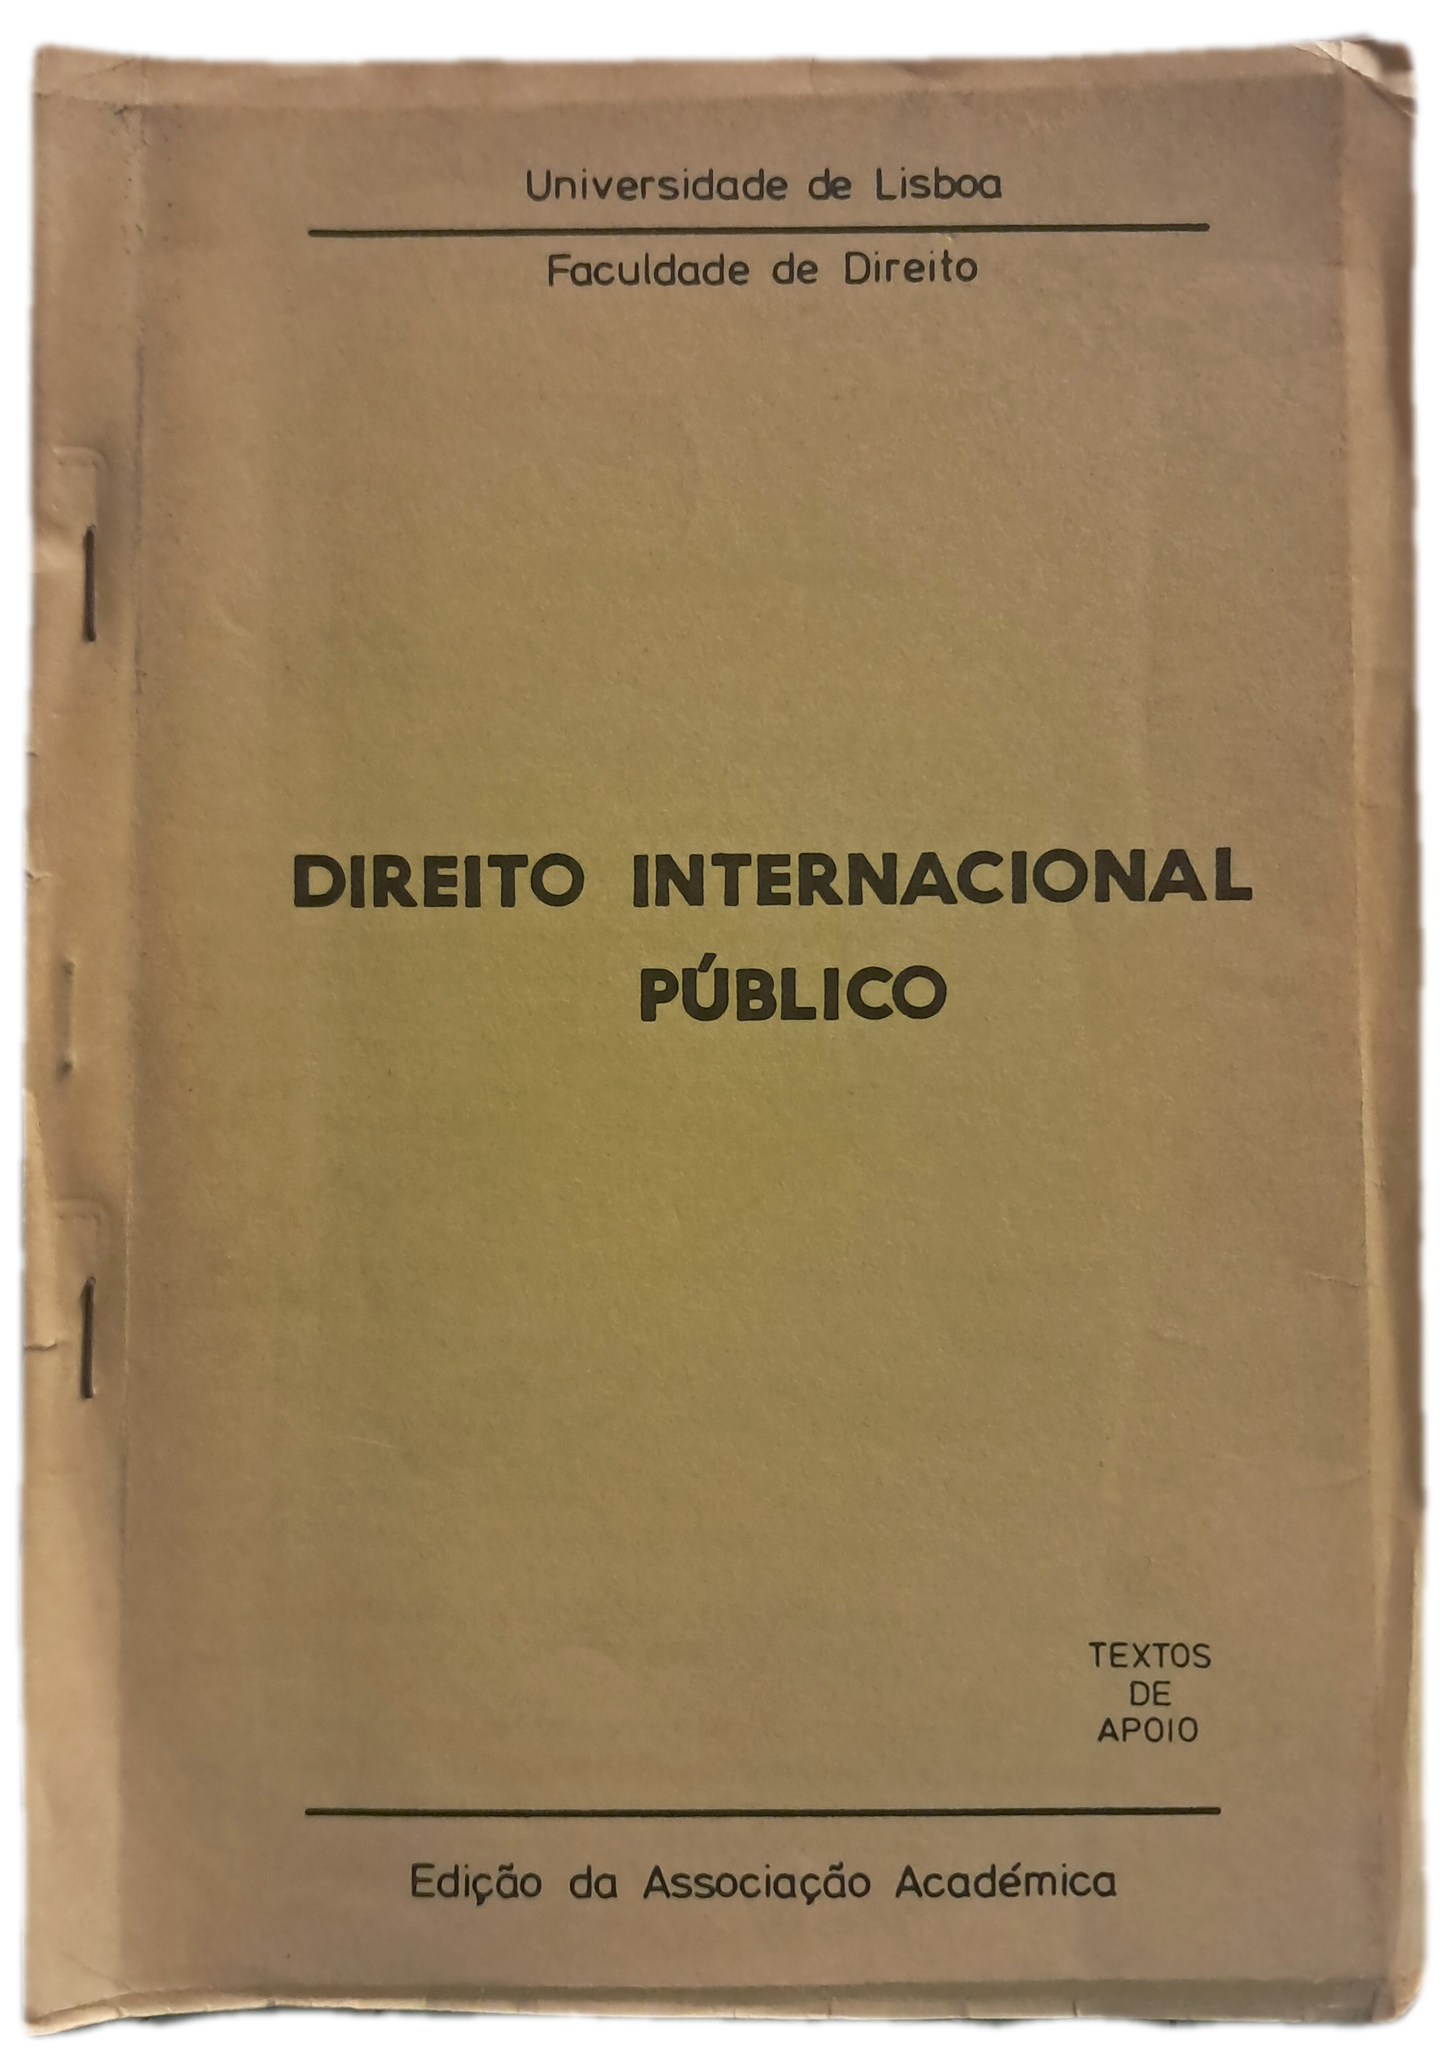 Universidade de Lisboa
Faculdade de Direito
DIREITO INTERNACIONAL
PÚBLICO
TEXTOS
DE
APOIO
Edição da Associação Académica